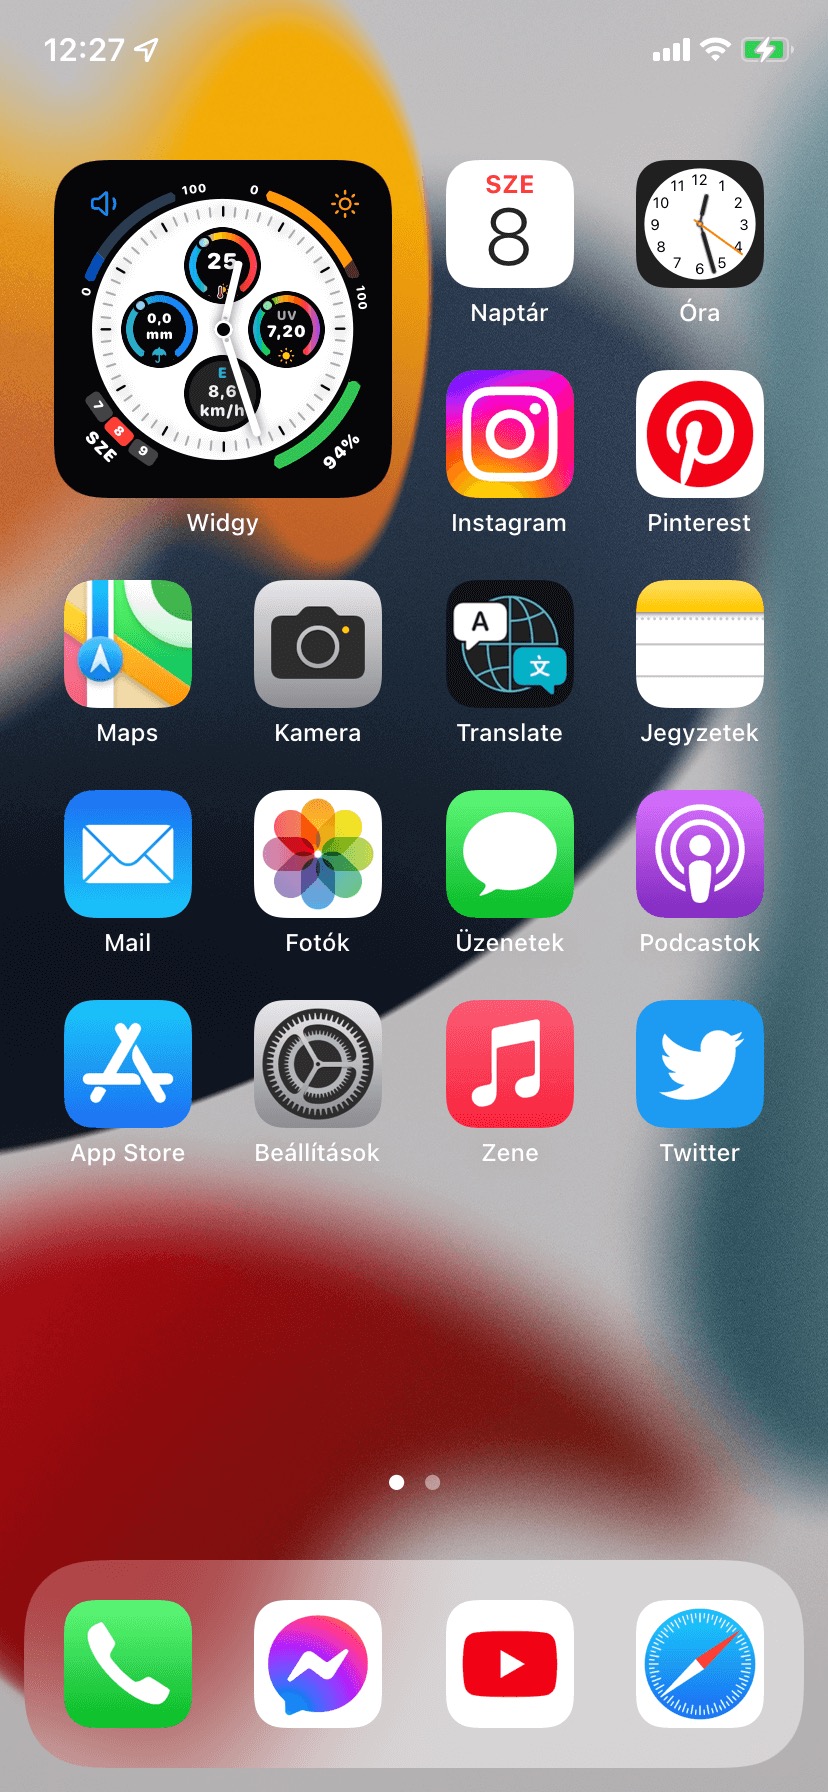 12:27
100
0
0
100
25
0,0
mm
UV
7,20
E
8,6
km/h
7
8
9
SZE
94%
Widgy
SZE
8
Naptár
12
1
2
3
4
5
6
7
8
9
10
11
Óra
Instagram
Pinterest
Maps
Kamera
A
文
Translate
Jegyzetek
Mail
Fotók
Üzenetek
Podcastok
App Store
Beállítások
Zene
Twitter